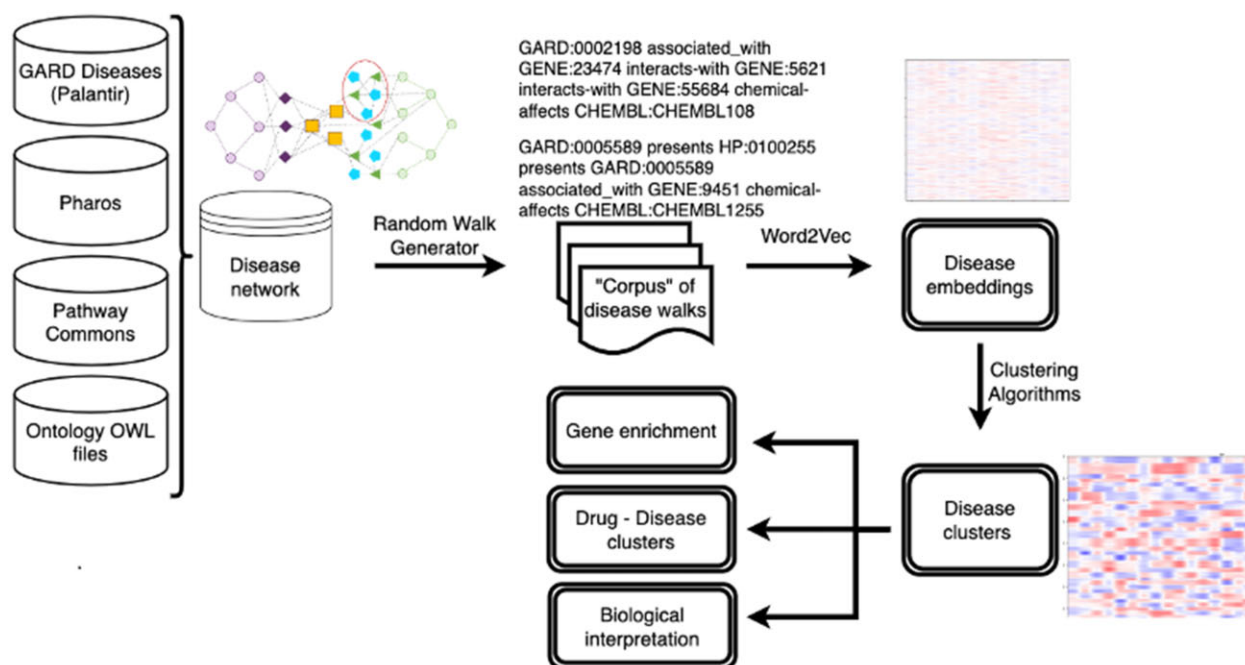 GARD Diseases
(Palantir)
Pharos
Pathway
Commons
Ontology OWL
files
Disease
network
Random Walk
Generator
GARD:0002198 associated_with
GENE:23474 interacts-with GENE:5621
interacts-with GENE:55684 chemical-
affects CHEMBL:CHEMBL108
GARD:0005589 presents HP:0100255
presents GARD:0005589
associated_with GENE:9451 chemical-
affects CHEMBL:CHEMBL1255
"Corpus" of
disease walks
Word2Vec
Disease
embeddings
Clustering
Algorithms
Disease
clusters
Gene enrichment
Drug - Disease
clusters
Biological
interpretation